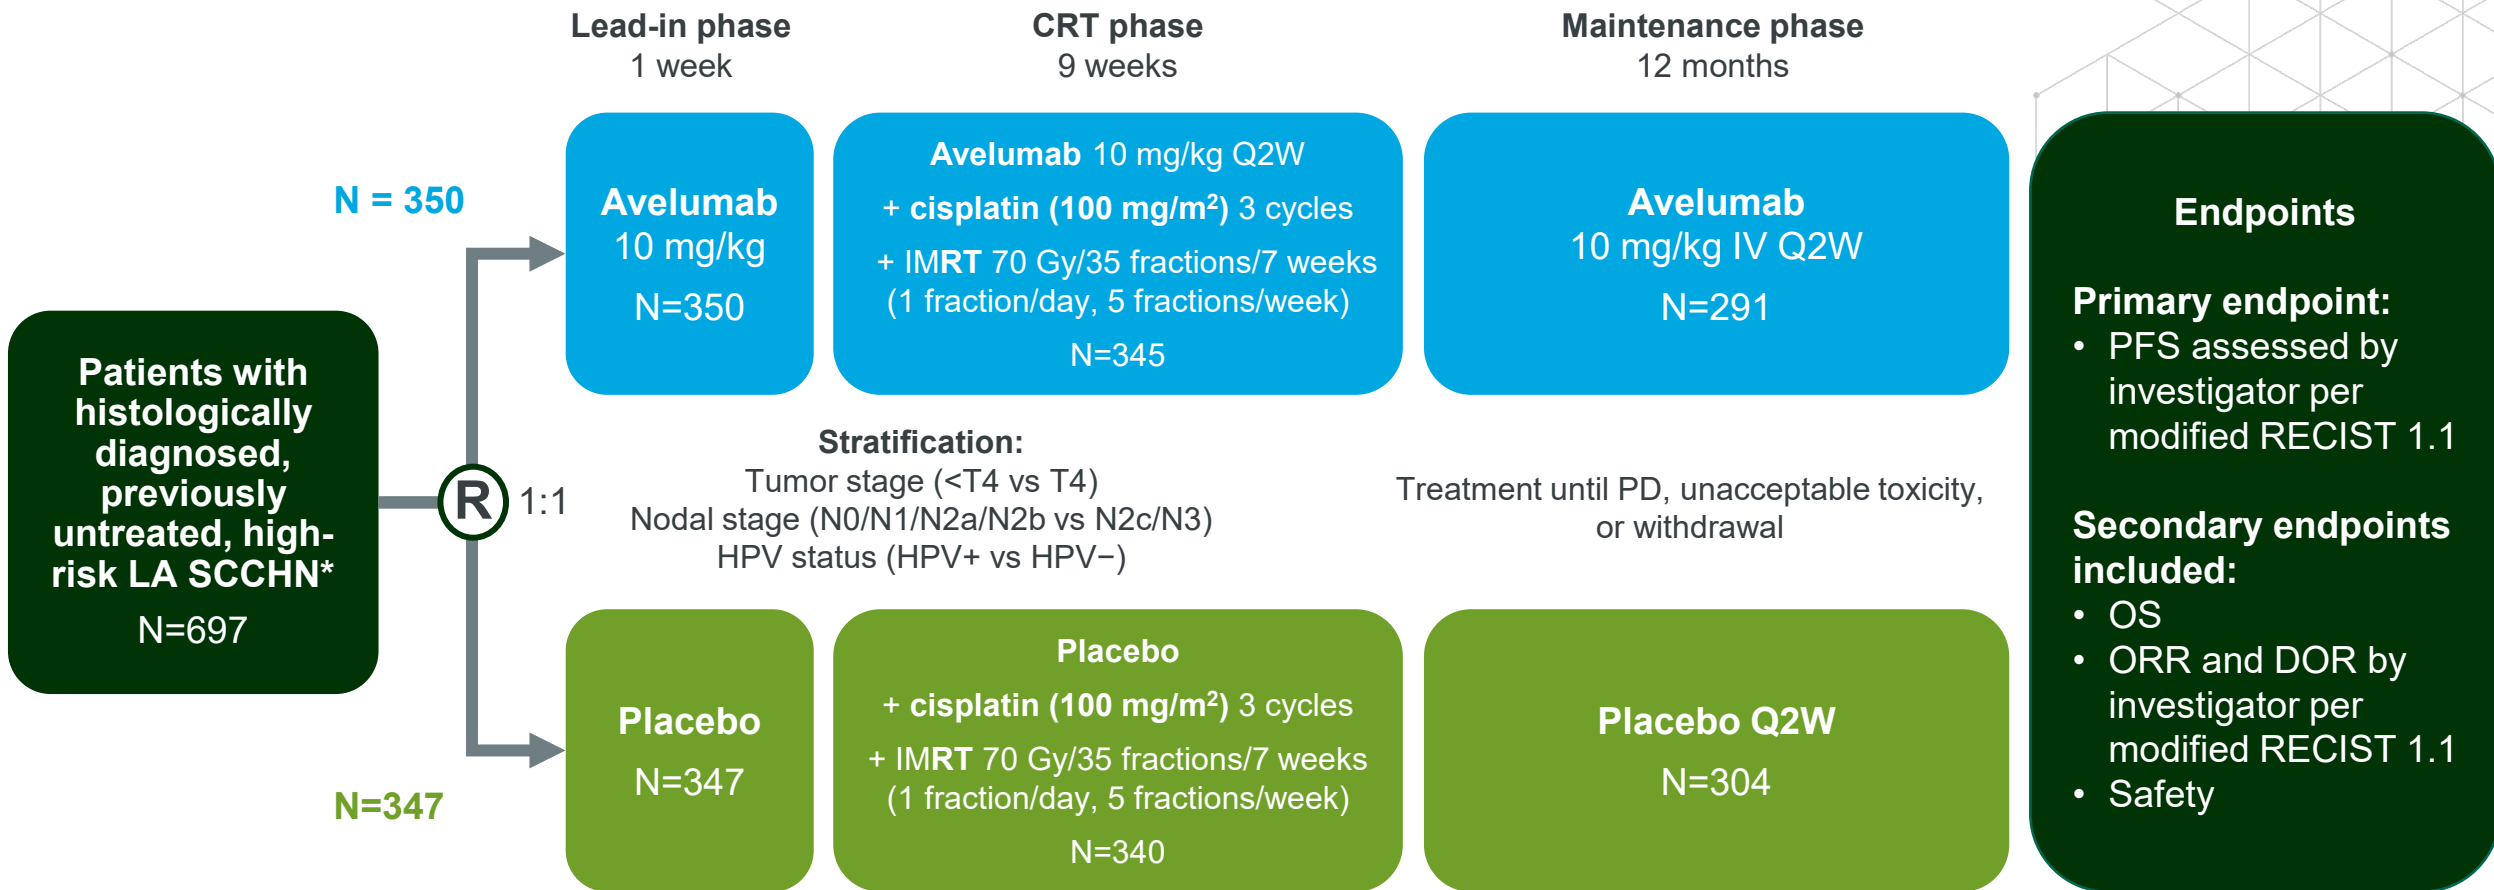 Lead-in phase
1 week
CRT phase
9 weeks
Maintenance phase
12 months
Patients with
histologically
diagnosed,
previously
untreated, high-
risk LA SCCHN*
N=697
R
1:1
N = 350
Avelumab
10 mg/kg
N=350
Avelumab 10 mg/kg Q2W
+ cisplatin (100 mg/m²) 3 cycles
+ IMRT 70 Gy/35 fractions/7 weeks
(1 fraction/day, 5 fractions/week)
N=345
Avelumab
10 mg/kg IV Q2W
N=291
Stratification:
Tumor stage (<T4 vs T4)
Nodal stage (N0/N1/N2a/N2b vs N2c/N3)
HPV status (HPV+ vs HPV−)
Treatment until PD, unacceptable toxicity,
or withdrawal
N=347
Placebo
N=347
Placebo
+ cisplatin (100 mg/m²) 3 cycles
+ IMRT 70 Gy/35 fractions/7 weeks
(1 fraction/day, 5 fractions/week)
N=340
Placebo Q2W
N=304
Endpoints
Primary endpoint:
• PFS assessed by
investigator per
modified RECIST 1.1
Secondary endpoints
included:
• OS
• ORR and DOR by
investigator per
modified RECIST 1.1
• Safety